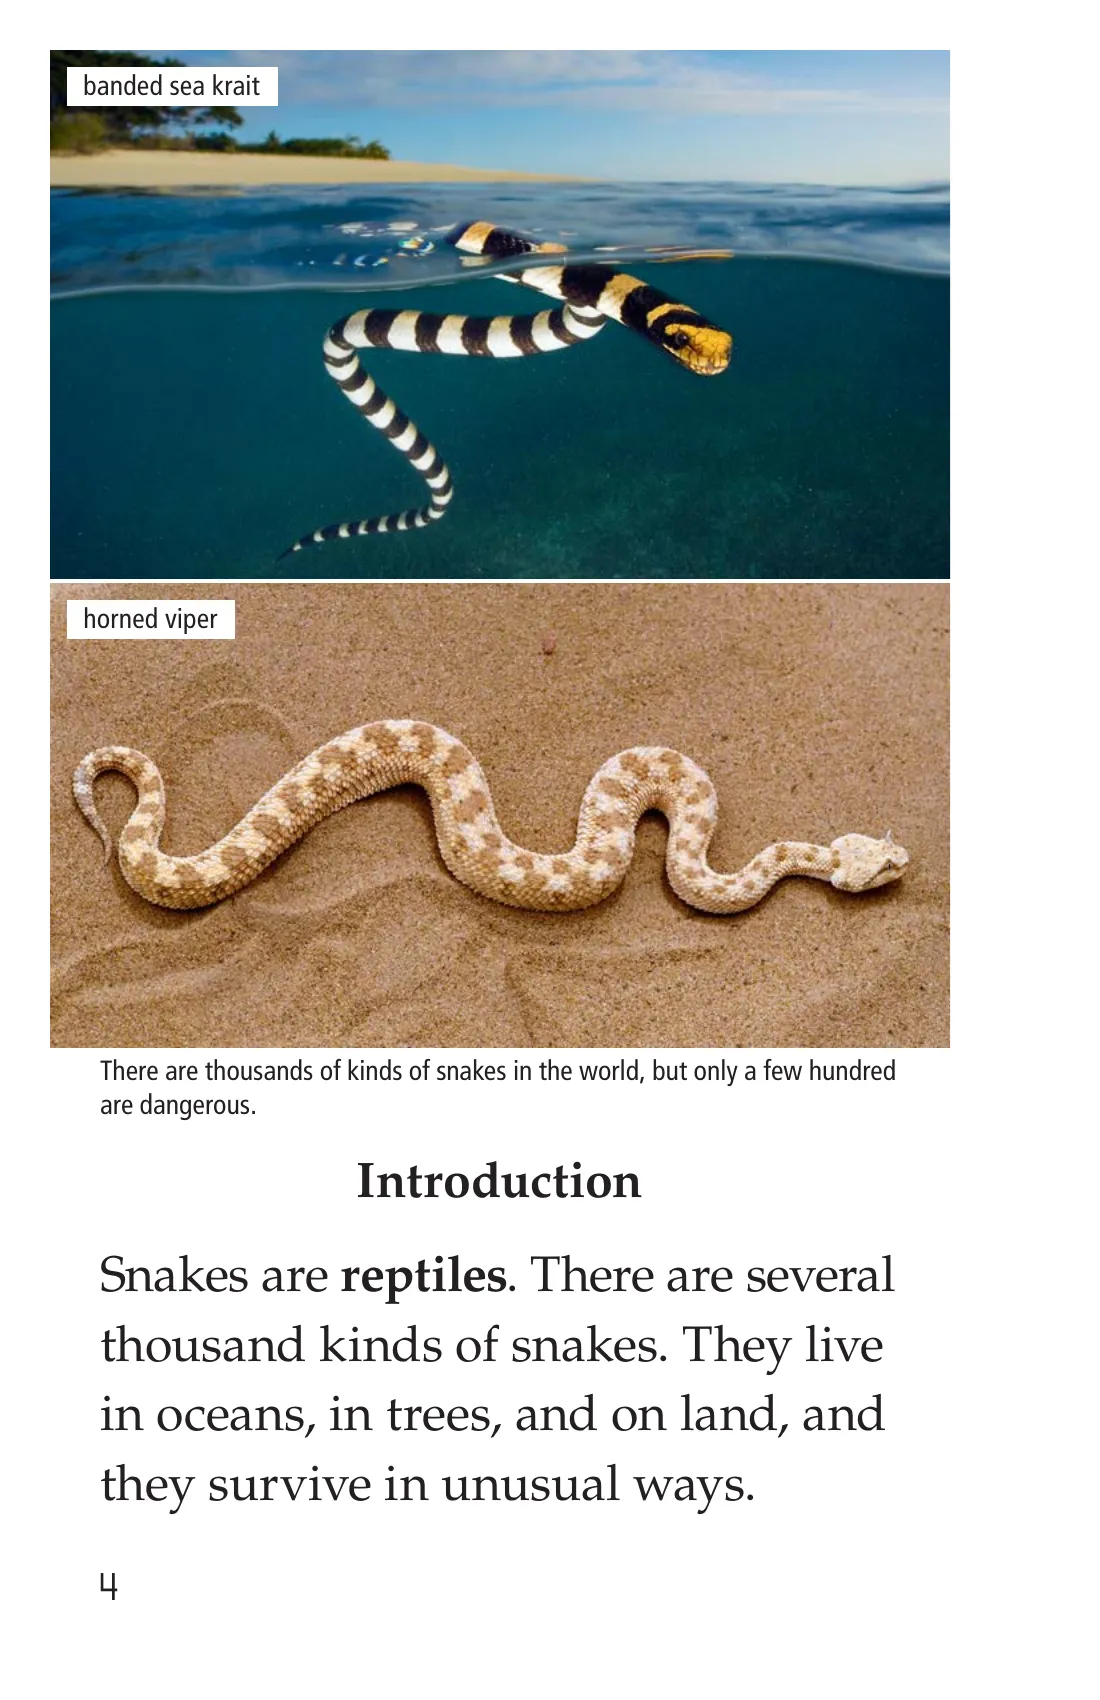 banded sea krait
horned viper
There are thousands of kinds of snakes in the world, but only a few hundred
are dangerous.
Introduction
Snakes are reptiles. There are several
thousand kinds of snakes. They live
in oceans, in trees, and on land, and
they survive in unusual ways.
4